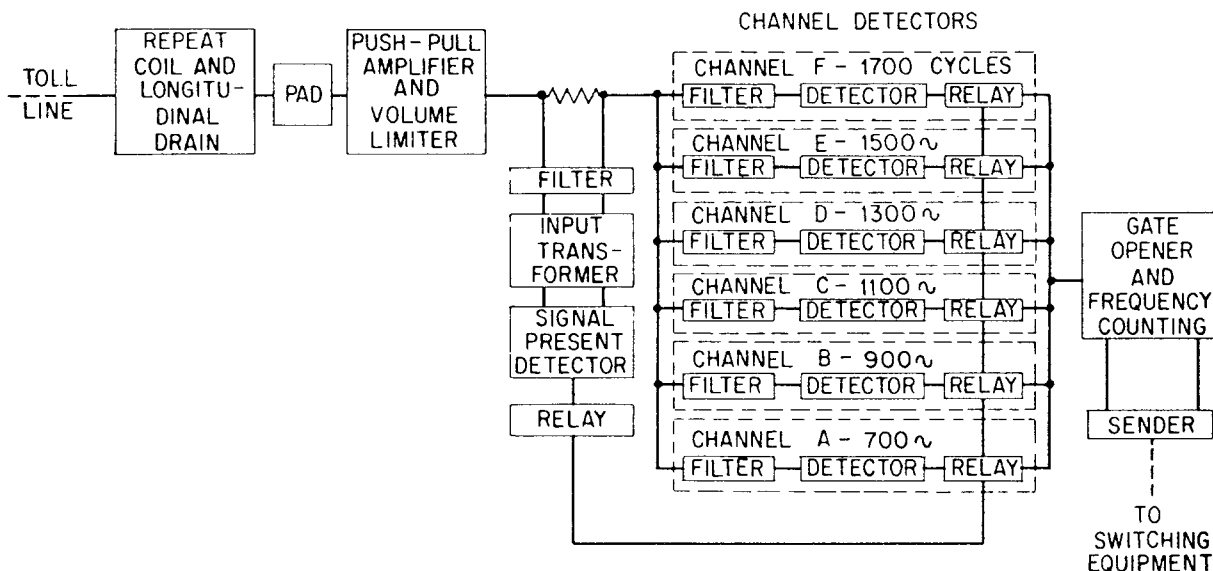 CHANNEL DETECTORS
TOLL
LINE
REPEAT
COIL AND
LONGITU-
DINAL
DRAIN
PAD
PUSH-PULL
AMPLIFIER
AND
VOLUME
LIMITER
FILTER
INPUT
TRANS-
FORMER
SIGNAL
PRESENT
DETECTOR
RELAY
CHANNEL F - 1700 CYCLES
FILTER DETECTOR RELAY
CHANNEL E - 1500~
FILTER DETECTOR RELAY
CHANNEL D - 1300~
FILTER DETECTOR RELAY
CHANNEL C - 1100~
FILTER DETECTOR RELAY
CHANNEL B - 900~
FILTER DETECTOR RELAY
CHANNEL A - 700~
FILTER DETECTOR RELAY
GATE
OPENER
AND
FREQUENCY
COUNTING
SENDER
TO
SWITCHING
EQUIPMENT